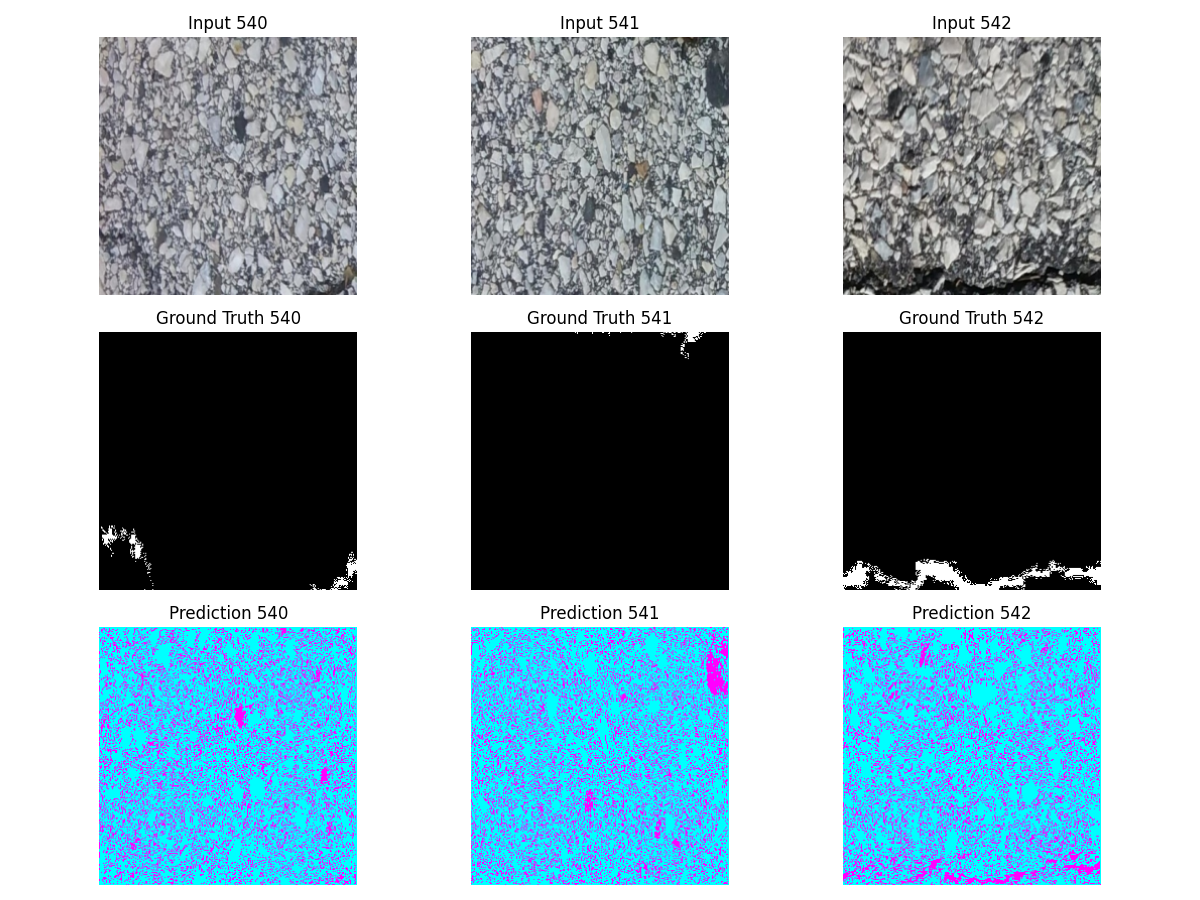 Input 540
Input 541
Input 542
Ground Truth 540
Ground Truth 541
Ground Truth 542
Prediction 540
Prediction 541
Prediction 542